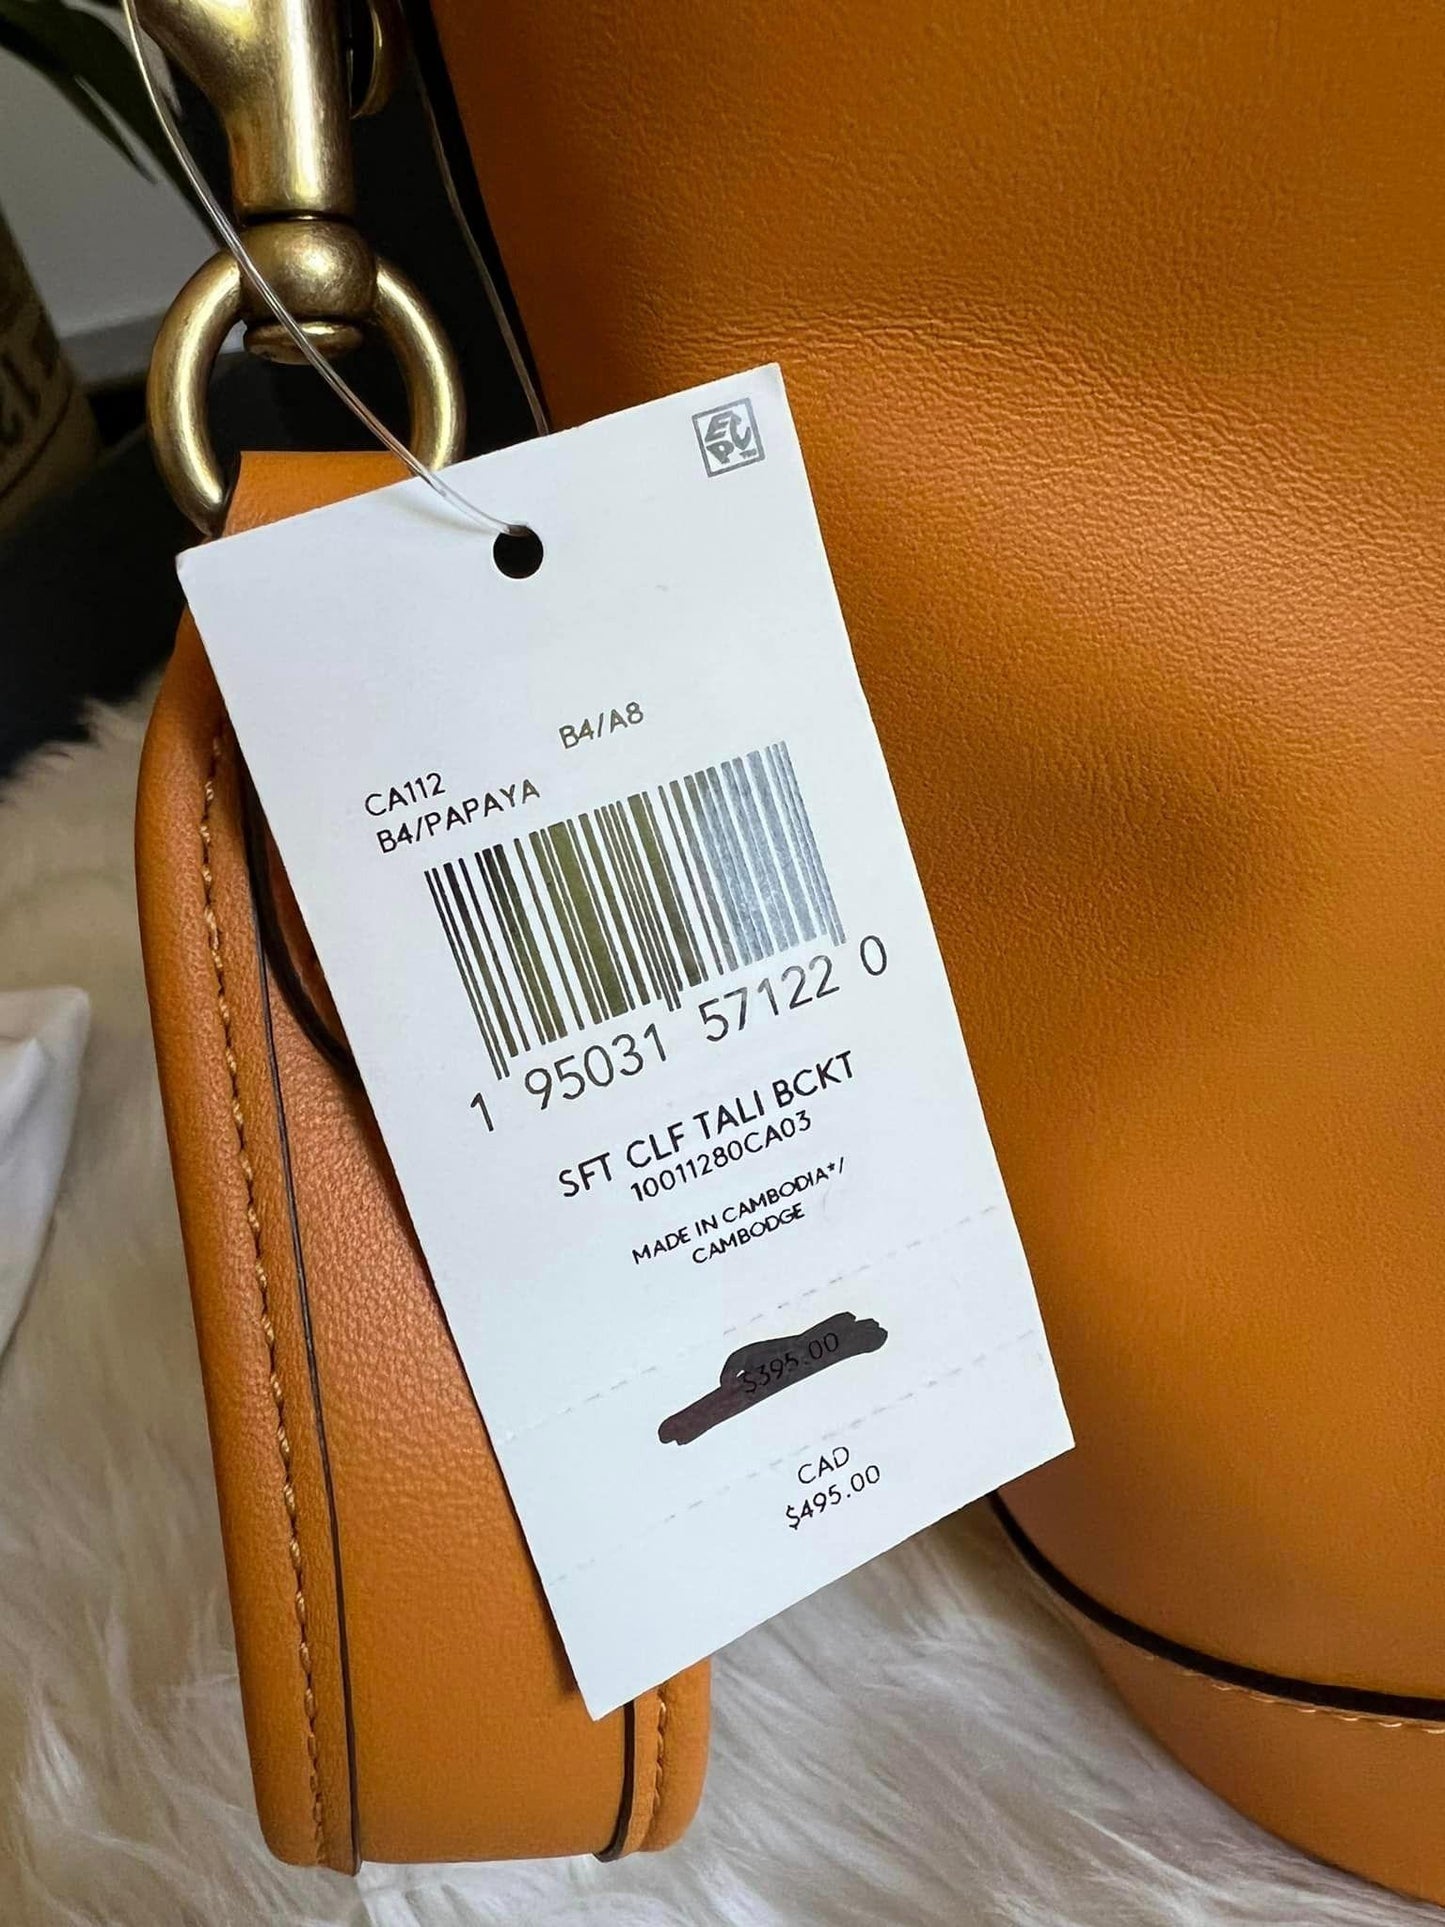 B4/A8
CA112
B4/PAPAYA
1 95031 57122 0
SFT CLF TALI BCKT
10011280CA03
MADE IN CAMBODIA*/
CAMBODGE
$395.00
CAD
$495.00